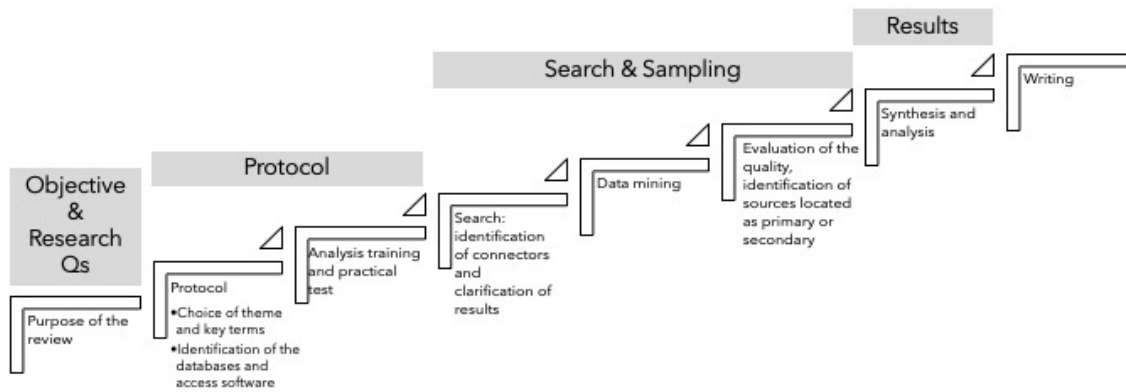 Objective
&
Research
Qs
Purpose of the
review
Protocol
Protocol
•Choice of theme
and key terms
•Identification of the
databases and
access software
Analysis training
and practical
test
Search & Sampling
Search:
identification
of connectors
and
clarification of
results
Data mining
Evaluation of the
quality,
identification of
sources located
as primary or
secondary
Results
Synthesis and
analysis
Writing